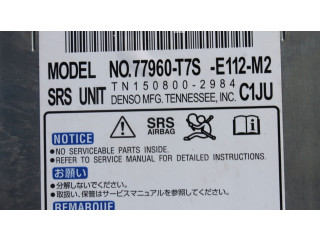 MODEL NO.77960-T7S -E112-M2
TN150800-2984
SRS UNIT DENSO MFG. TENNESSEE, INC. C1JU
NOTICE
SRS
AIRBAG
● NO SERVICEABLE PARTS INSIDE.
● REFER TO SERVICE MANUAL FOR DETAILED INSTRUCTIONS.
お願い
● 分解しないでください。
● 取扱い、保管はサービスマニュアルを参照してください。
REMARQUE